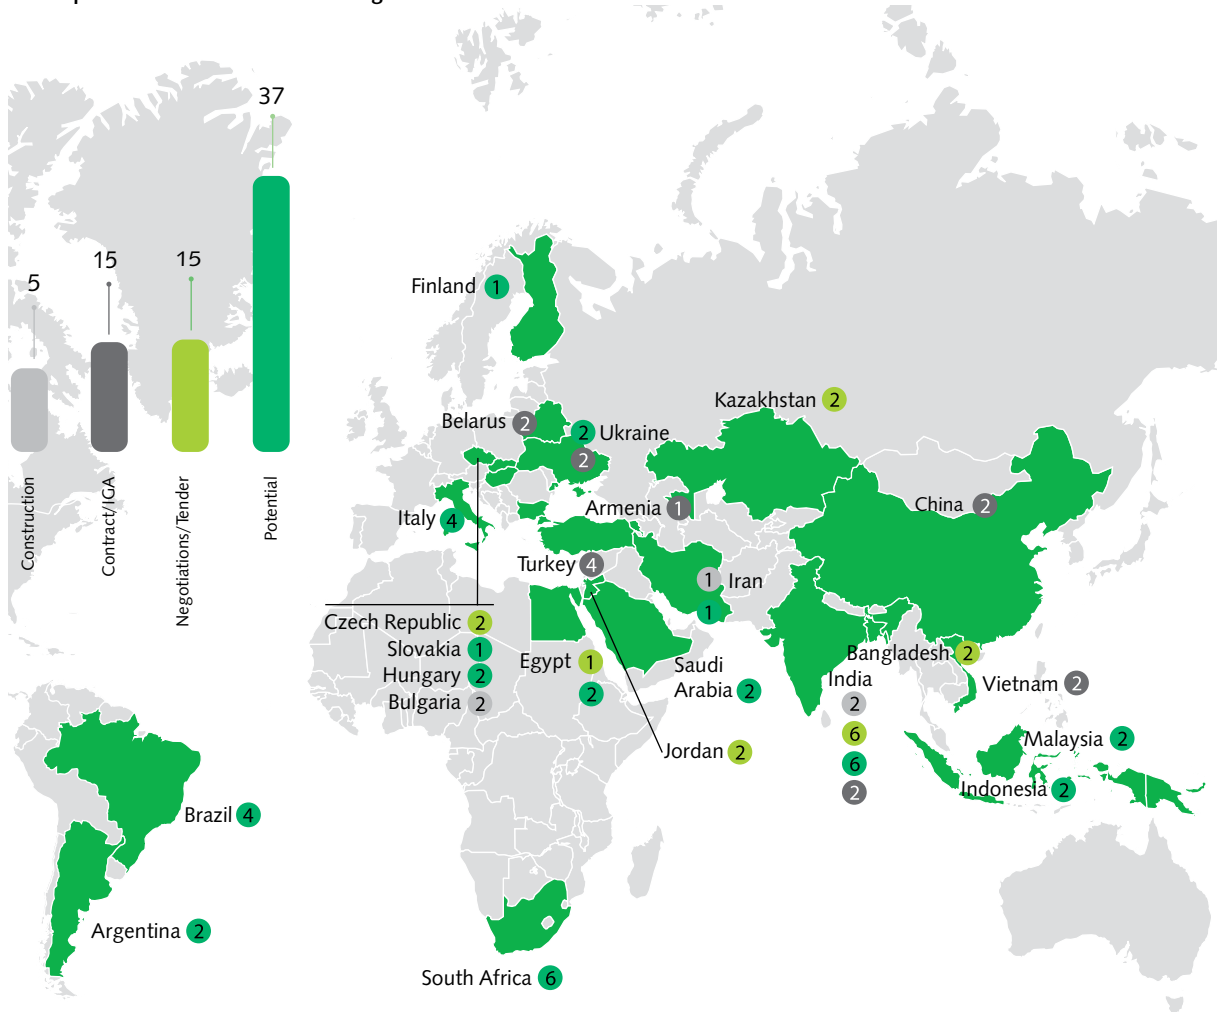 37
15
15
5
Construction
Contract/IGA
Negotiations/Tender
Potential
Finland 1
Kazakhstan 2
Belarus 2
2 Ukraine
2
China 2
Armenia 1
Italy 4
Turkey 4
1 Iran
1
Czech Republic 2
Slovakia 1
Hungary 2
Bulgaria 2
Egypt 1
2
Saudi
Arabia 2
Jordan 2
Bangladesh 2
India
2
6
6
2
Vietnam 2
Malaysia 2
Indonesia 2
Brazil 4
Argentina 2
South Africa 6